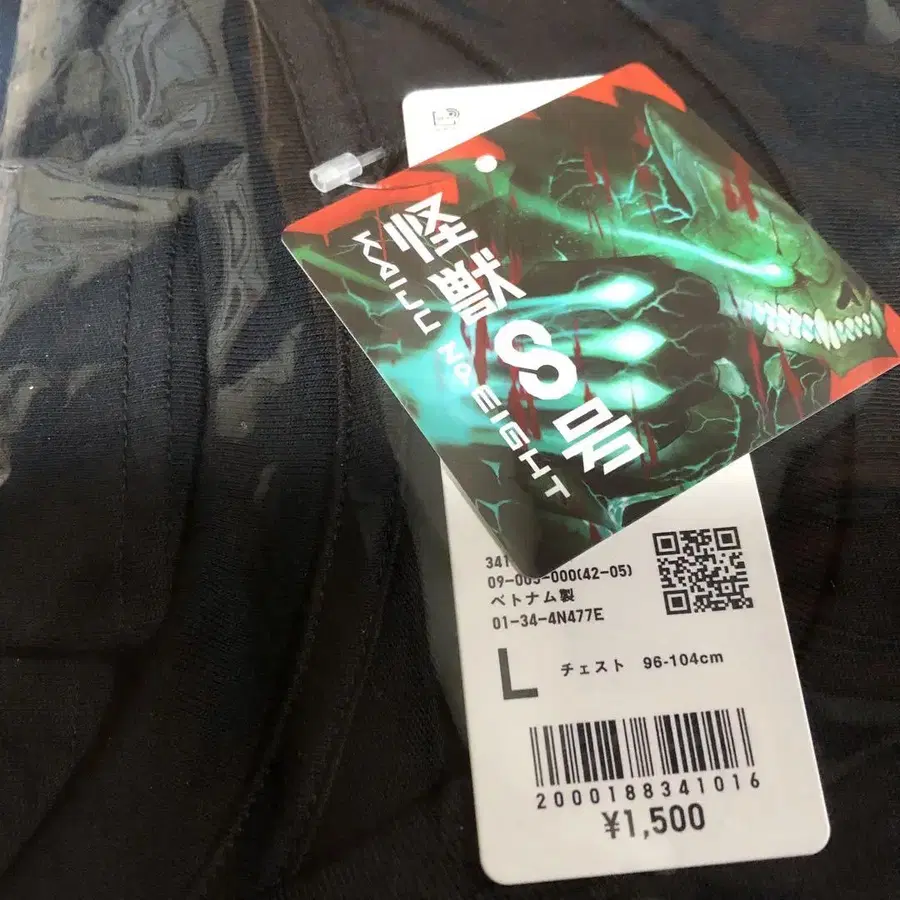 怪獣8号
KAIJU No. EIGHT
341
09-005-000(42-05)
ベトナム製
01-34-4N477E
L
チェスト 96-104cm
2000188341016
¥1,500